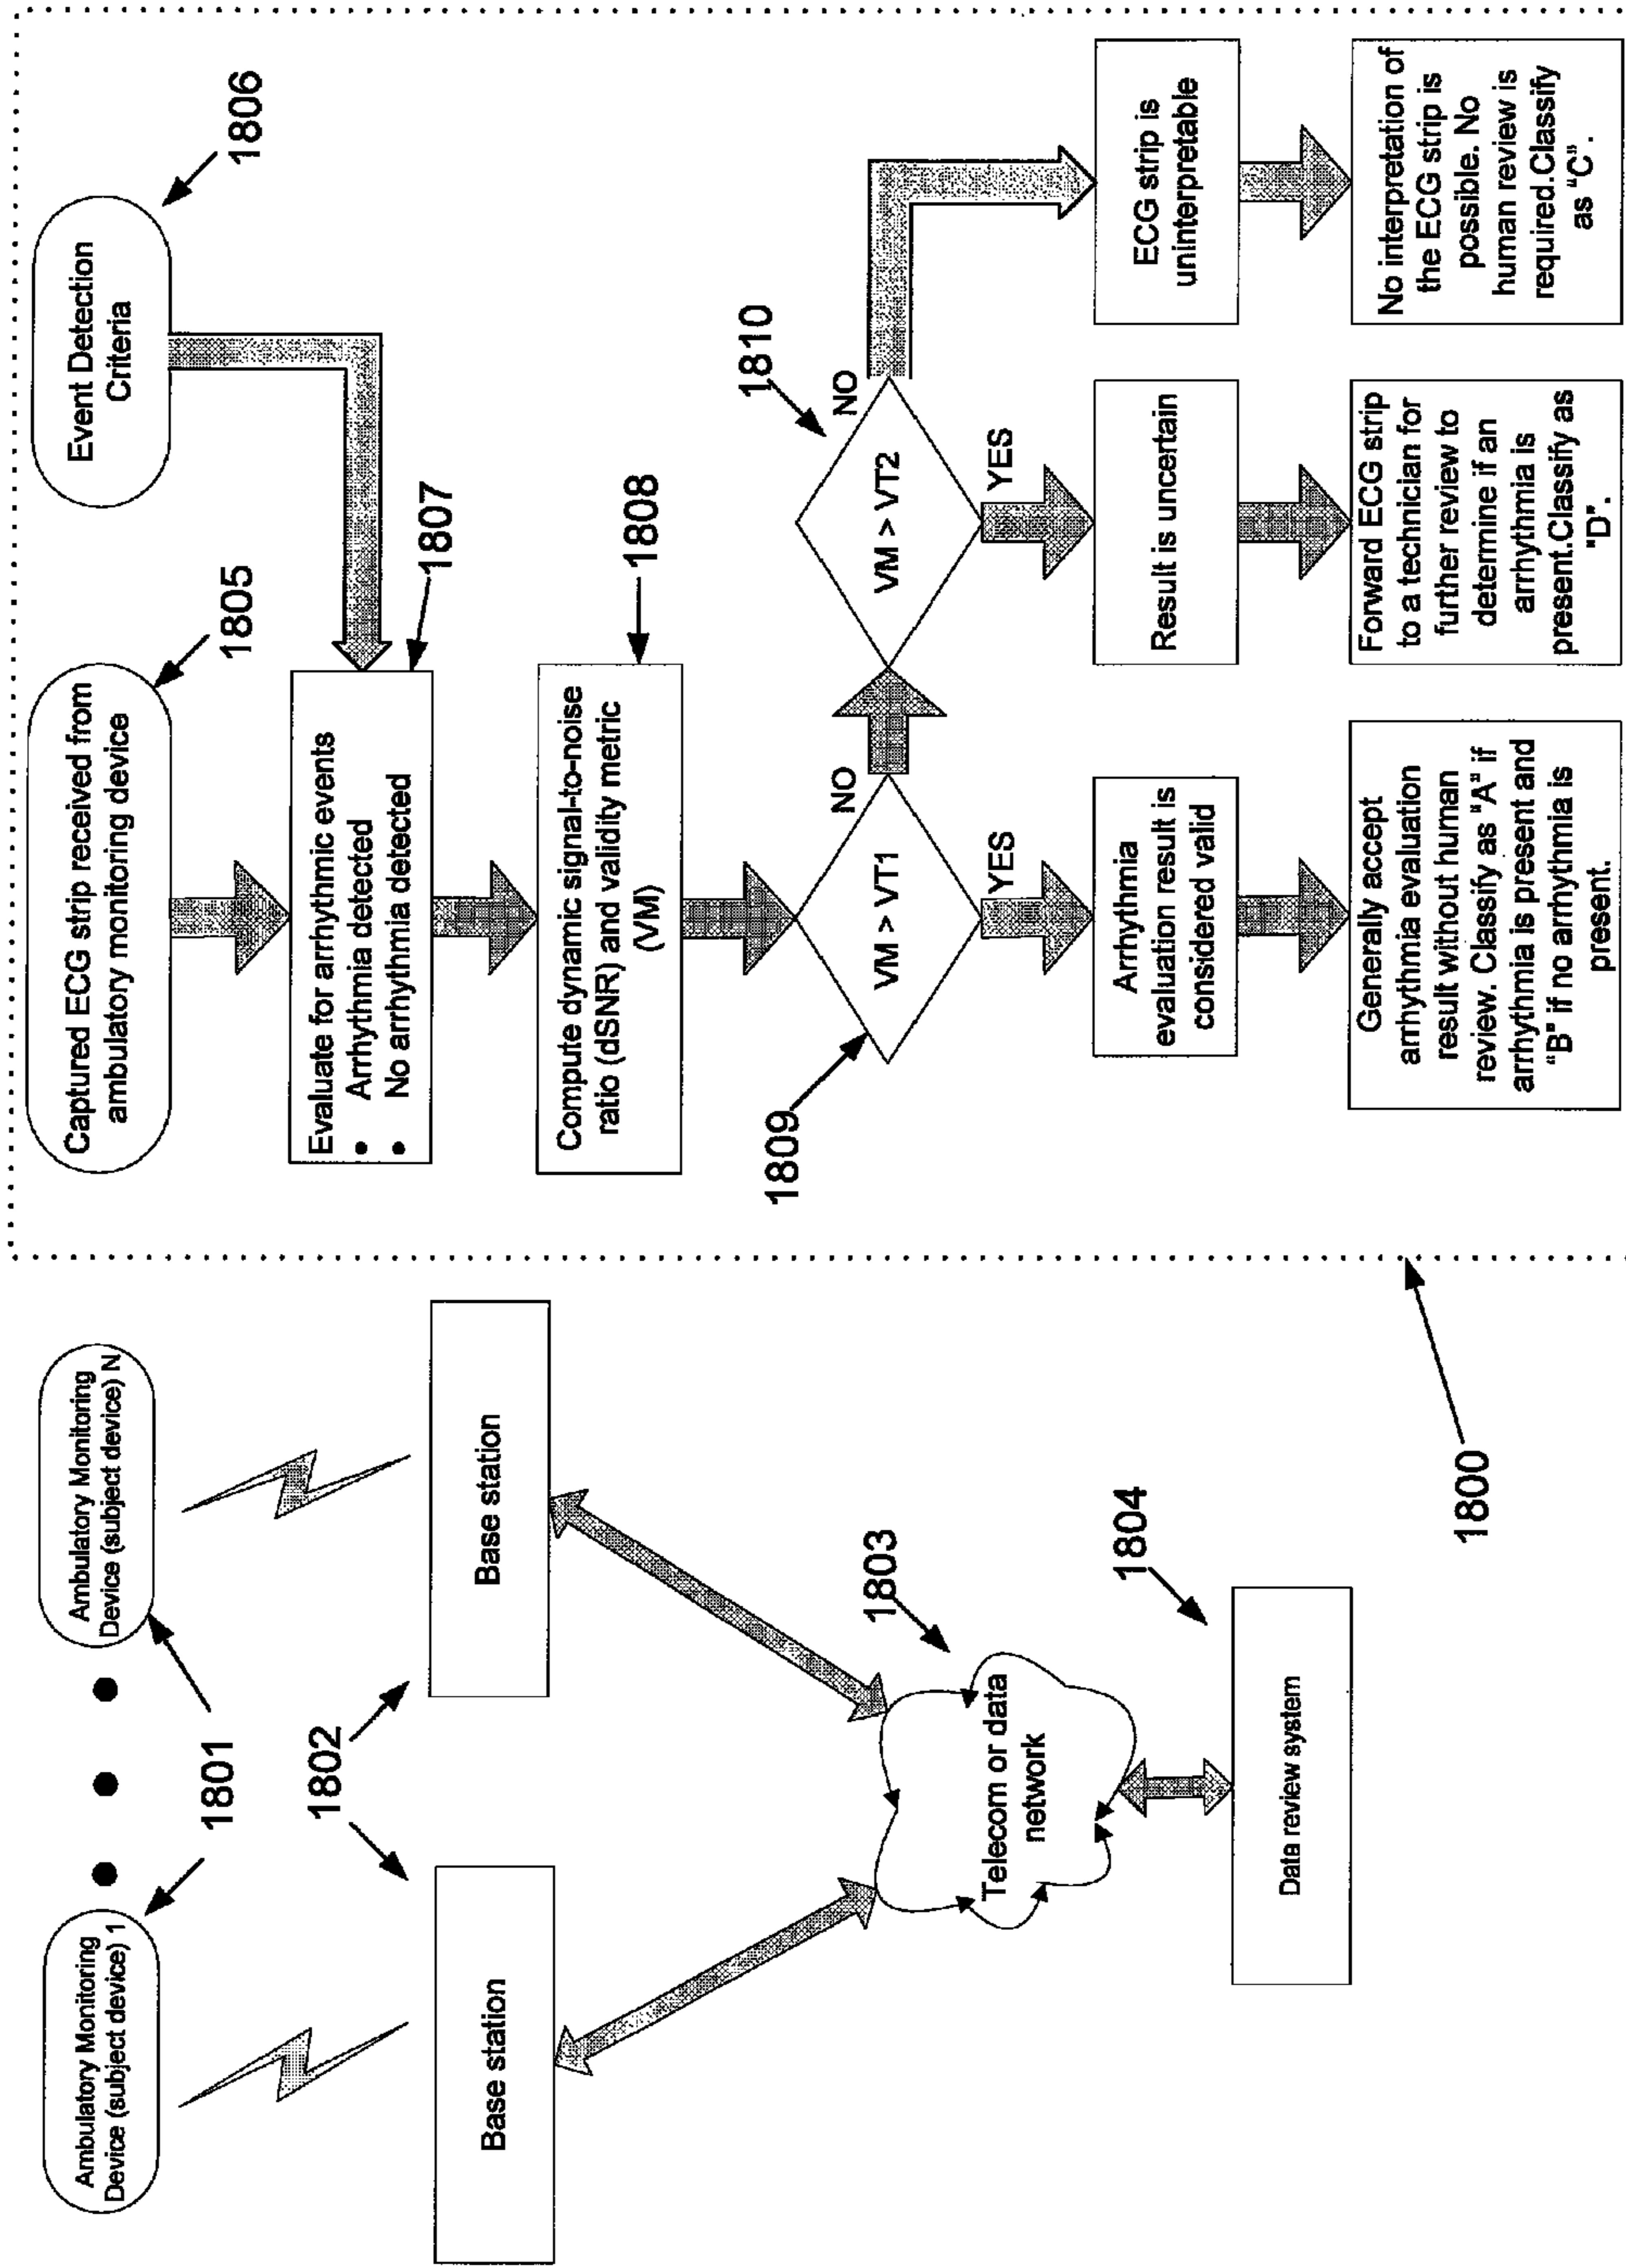 Ambulatory Monitoring
Device (subject device) 1
Ambulatory Monitoring
Device (subject device) N
1801
1802
Base station
Base station
1803
Telecom or data
network
1804
Data review system
1800
Captured ECG strip received from
ambulatory monitoring device
1805
Event Detection
Criteria
1806
Evaluate for arrhythmic events
• Arrhythmia detected
• No arrhythmia detected
1807
Compute dynamic signal-to-noise
ratio (dSNR) and validity metric
(VM)
1808
1809
VM > VT1
NO
YES
1810
VM > VT2
NO
YES
Arrhythmia
evaluation result is
considered valid
Result is uncertain
ECG strip is
uninterpretable
Generally accept
arrhythmia evaluation
result without human
review. Classify as "A" if
arrhythmia is present and
"B" if no arrhythmia is
present.
Forward ECG strip
to a technician for
further review to
determine if an
arrhythmia is
present.Classify as
"D".
No interpretation of
the ECG strip is
possible. No
human review is
required.Classify
as "C".